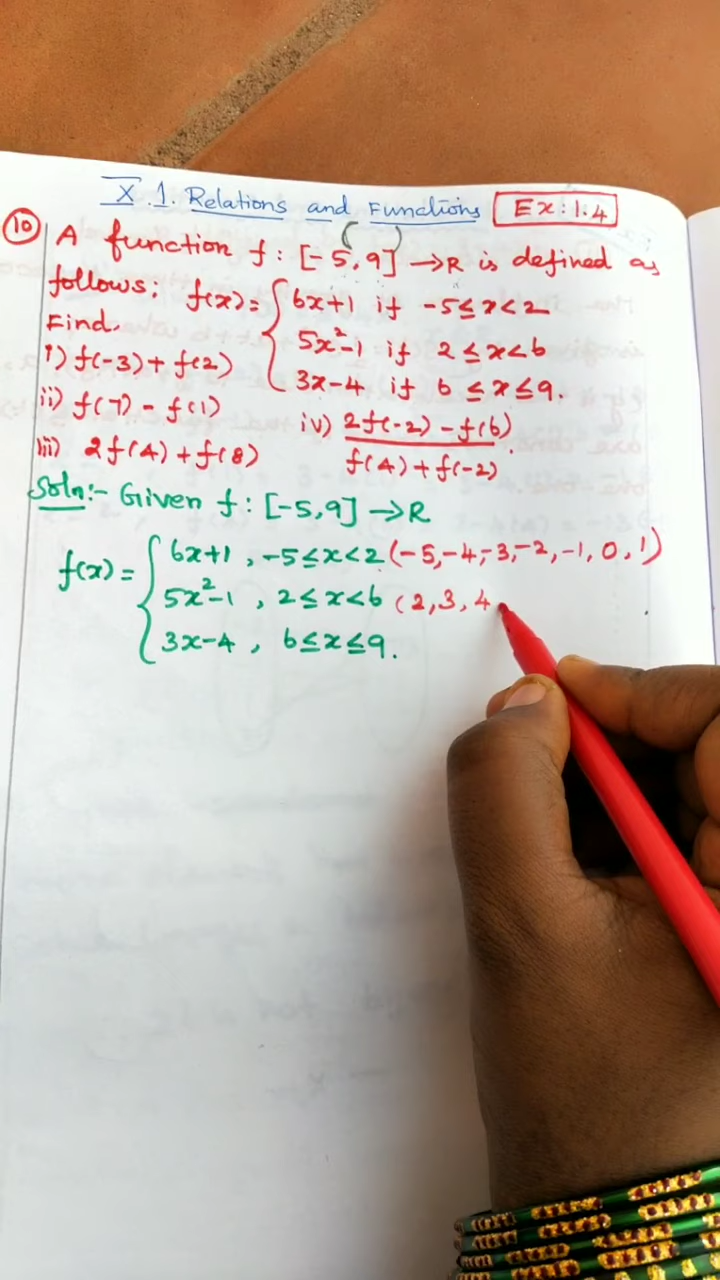 X.1. Relations and Functions Ex: 1.4
10 A function f: [-5, 9] → R is defined as
follows: f(x) = { 6x+1 if -5≤x<2
Find. 5x²-1 if 2≤x<6
i) f(-3) + f(2) 3x-4 if 6≤x≤9.
ii) f(7) - f(1) iv) 2f(-2) - f(6)
iii) 2f(4) + f(8) f(4) + f(-2)
Soln:- Given f: [-5,9] → R
f(x) = { 6x+1, -5≤x<2 (-5,-4,-3,-2,-1,0,1)
5x²-1, 2≤x<6 (2,3,4
3x-4, 6≤x≤9.